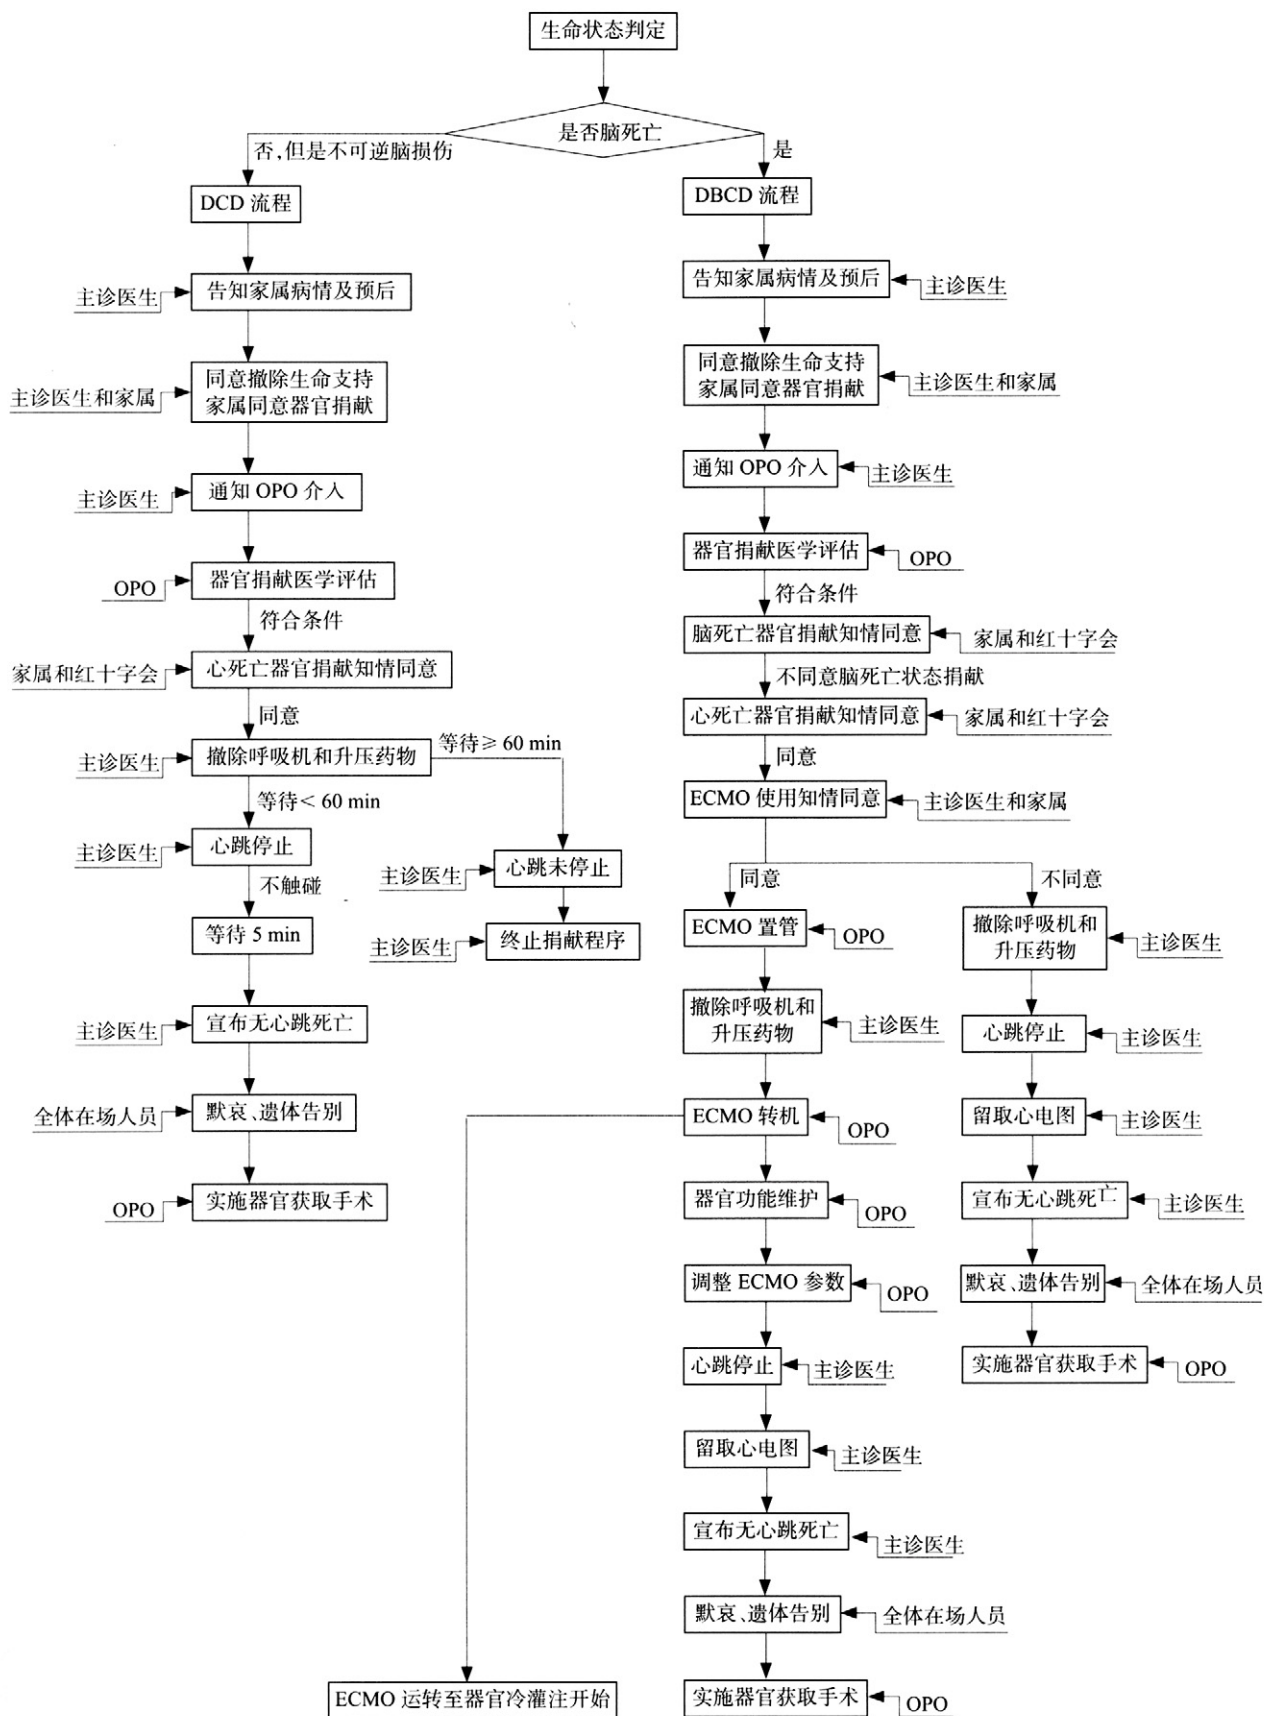 生命状态判定
是否脑死亡
否,但是不可逆脑损伤
是
DCD 流程
主诊医生
告知家属病情及预后
主诊医生和家属
同意撤除生命支持
家属同意器官捐献
主诊医生
通知 OPO 介入
OPO
器官捐献医学评估
符合条件
家属和红十字会
心死亡器官捐献知情同意
同意
主诊医生
撤除呼吸机和升压药物
等待≥ 60 min
等待< 60 min
主诊医生
心跳停止
主诊医生
心跳未停止
不触碰
等待 5 min
主诊医生
终止捐献程序
主诊医生
宣布无心跳死亡
全体在场人员
默哀、遗体告别
OPO
实施器官获取手术
DBCD 流程
告知家属病情及预后
主诊医生
同意撤除生命支持
家属同意器官捐献
主诊医生和家属
通知 OPO 介入
主诊医生
器官捐献医学评估
OPO
符合条件
脑死亡器官捐献知情同意
家属和红十字会
不同意脑死亡状态捐献
心死亡器官捐献知情同意
家属和红十字会
同意
ECMO 使用知情同意
主诊医生和家属
同意
ECMO 置管
OPO
撤除呼吸机和
升压药物
主诊医生
ECMO 转机
OPO
器官功能维护
OPO
调整 ECMO 参数
OPO
心跳停止
主诊医生
留取心电图
主诊医生
宣布无心跳死亡
主诊医生
默哀、遗体告别
全体在场人员
实施器官获取手术
OPO
ECMO 运转至器官冷灌注开始
不同意
撤除呼吸机和
升压药物
主诊医生
心跳停止
主诊医生
留取心电图
主诊医生
宣布无心跳死亡
主诊医生
默哀、遗体告别
全体在场人员
实施器官获取手术
OPO